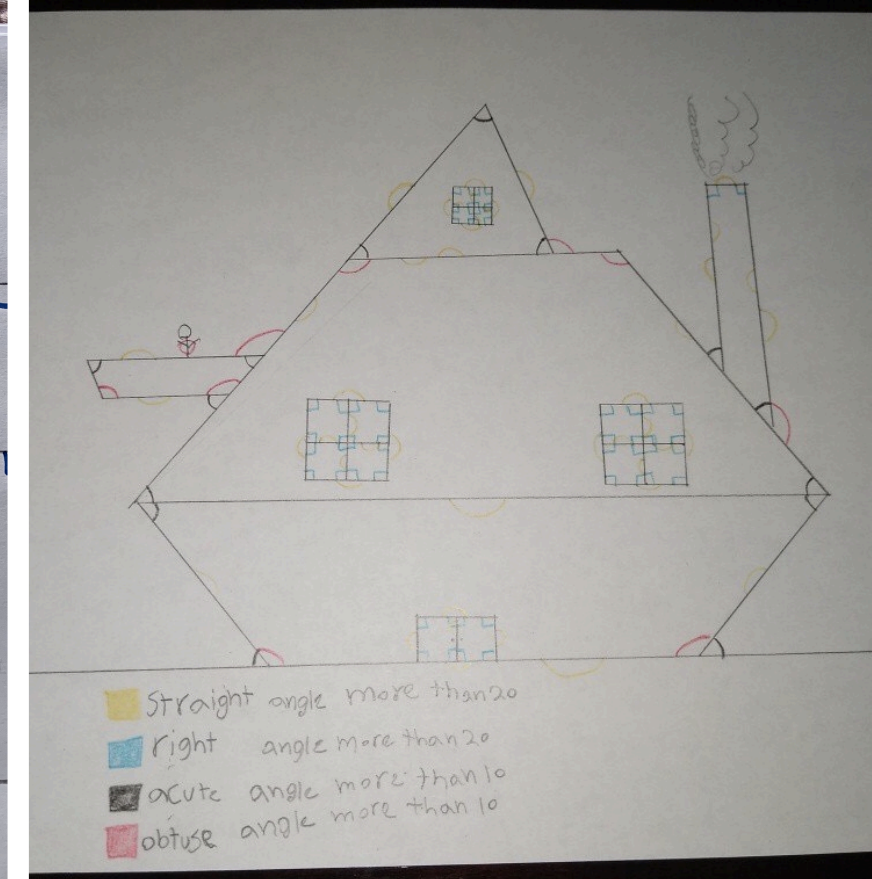 Straight angle more than 20
right angle more than 20
acute angle more than 10
obtuse angle more than 10